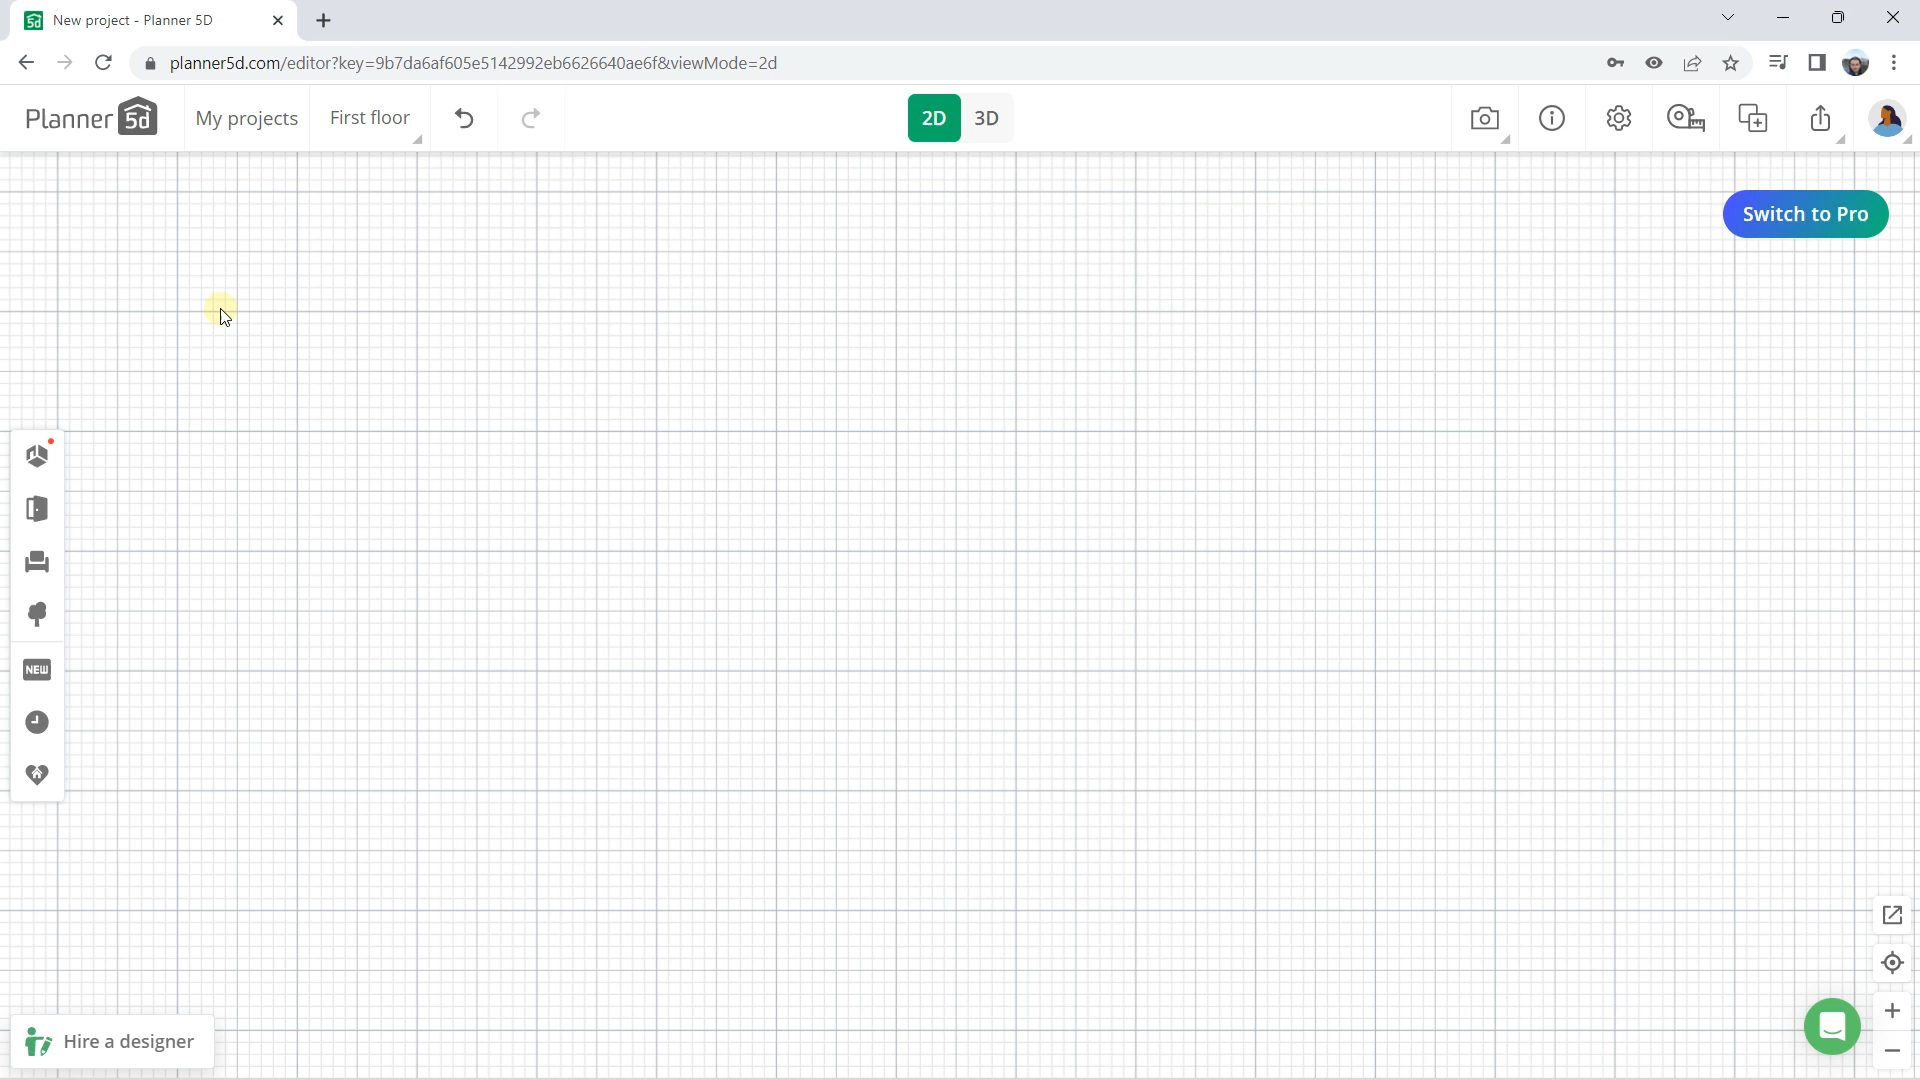 New project - Planner 5D
planner5d.com/editor?key=9b7da6af605e5142992eb6626640ae6f&viewMode=2d
Planner 5d
My projects
First floor
2D
3D
Switch to Pro
NEW
Hire a designer